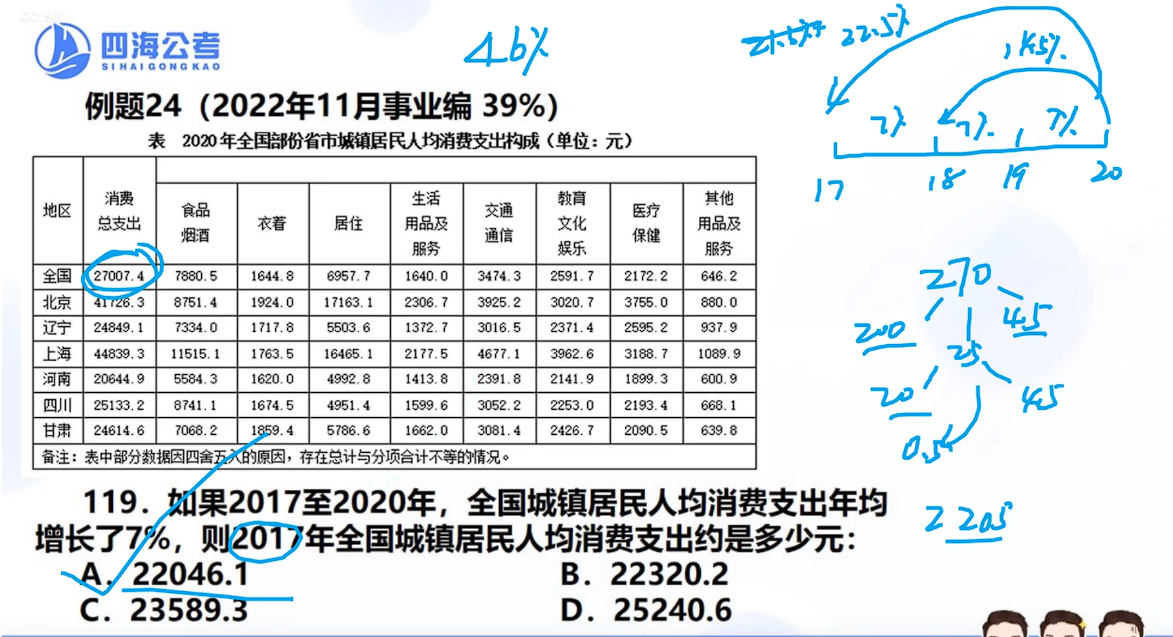 四海公考
SIHAIGONGKAO
4.6%
22.5%
14.5%
7% 7% 7%
17 18 19 20
例题24（2022年11月事业编 39%）
表 2020年全国部份省市城镇居民人均消费支出构成（单位：元）
地区 消费总支出 食品烟酒 衣着 居住 生活用品及服务 交通通信 教育文化娱乐 医疗保健 其他用品及服务
全国 27007.4 7880.5 1644.8 6957.7 1640.0 3474.3 2591.7 2172.2 646.2
北京 41726.3 8751.4 1924.0 17163.1 2306.7 3925.2 3020.7 3755.0 880.0
辽宁 24849.1 7334.0 1717.8 5503.6 1372.7 3016.5 2371.4 2595.2 937.9
上海 44839.3 11515.1 1763.5 16465.1 2177.5 4677.1 3962.6 3188.7 1089.9
河南 20644.9 5584.3 1620.0 4992.8 1413.8 2391.8 2141.9 1899.3 600.9
四川 25133.2 8741.1 1674.5 4951.4 1599.6 3052.2 2253.0 2193.4 668.1
甘肃 24614.6 7068.2 1859.4 5786.6 1662.0 3081.4 2426.7 2090.5 639.8
备注：表中部分数据因四舍五入的原因，存在总计与分项合计不等的情况。
270
200 25 45
20 45
0.5
2205
119．如果2017至2020年，全国城镇居民人均消费支出年均
增长了7%，则2017年全国城镇居民人均消费支出约是多少元：
A．22046.1 B．22320.2
C．23589.3 D．25240.6